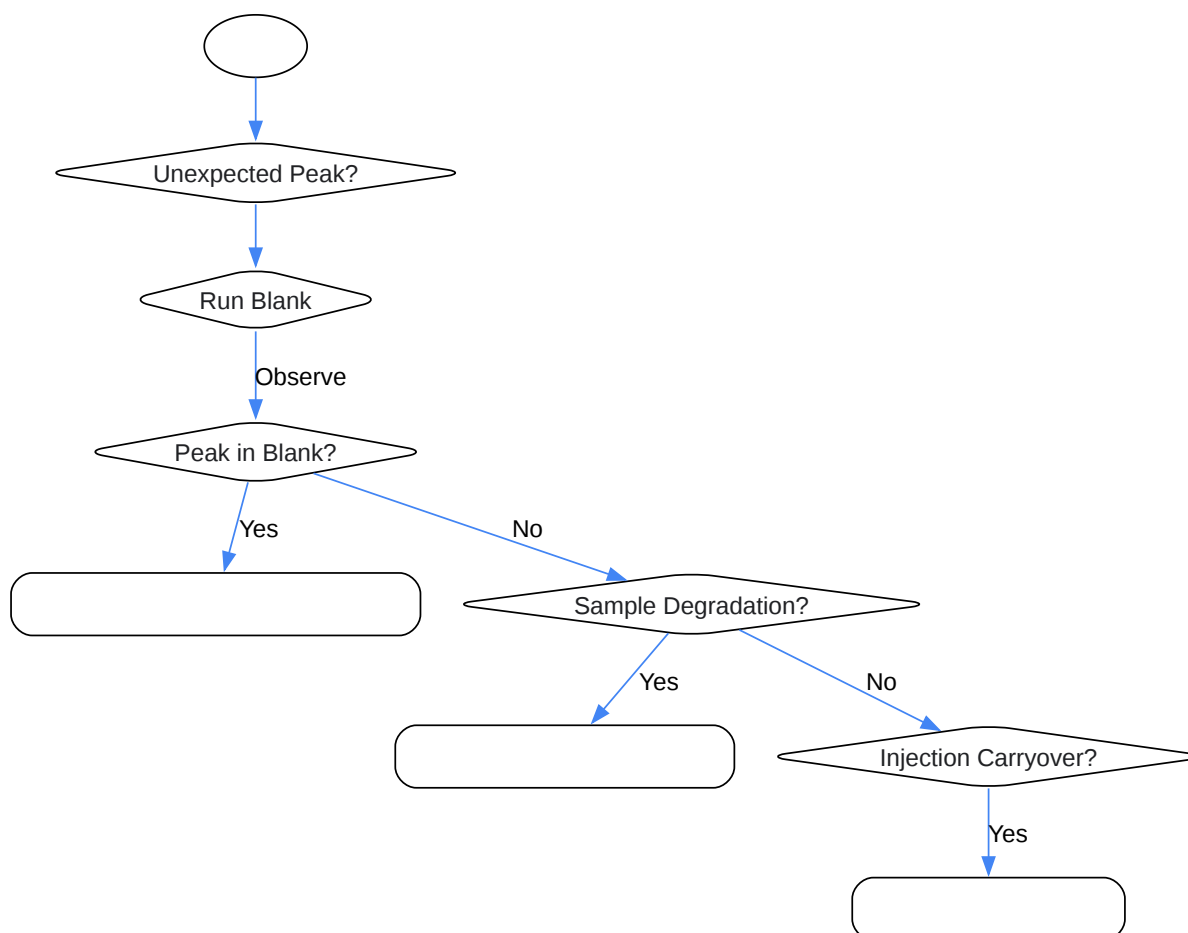 Unexpected Peak?
Run Blank
Observe
Peak in Blank?
Yes
No
Sample Degradation?
Yes
No
Injection Carryover?
Yes